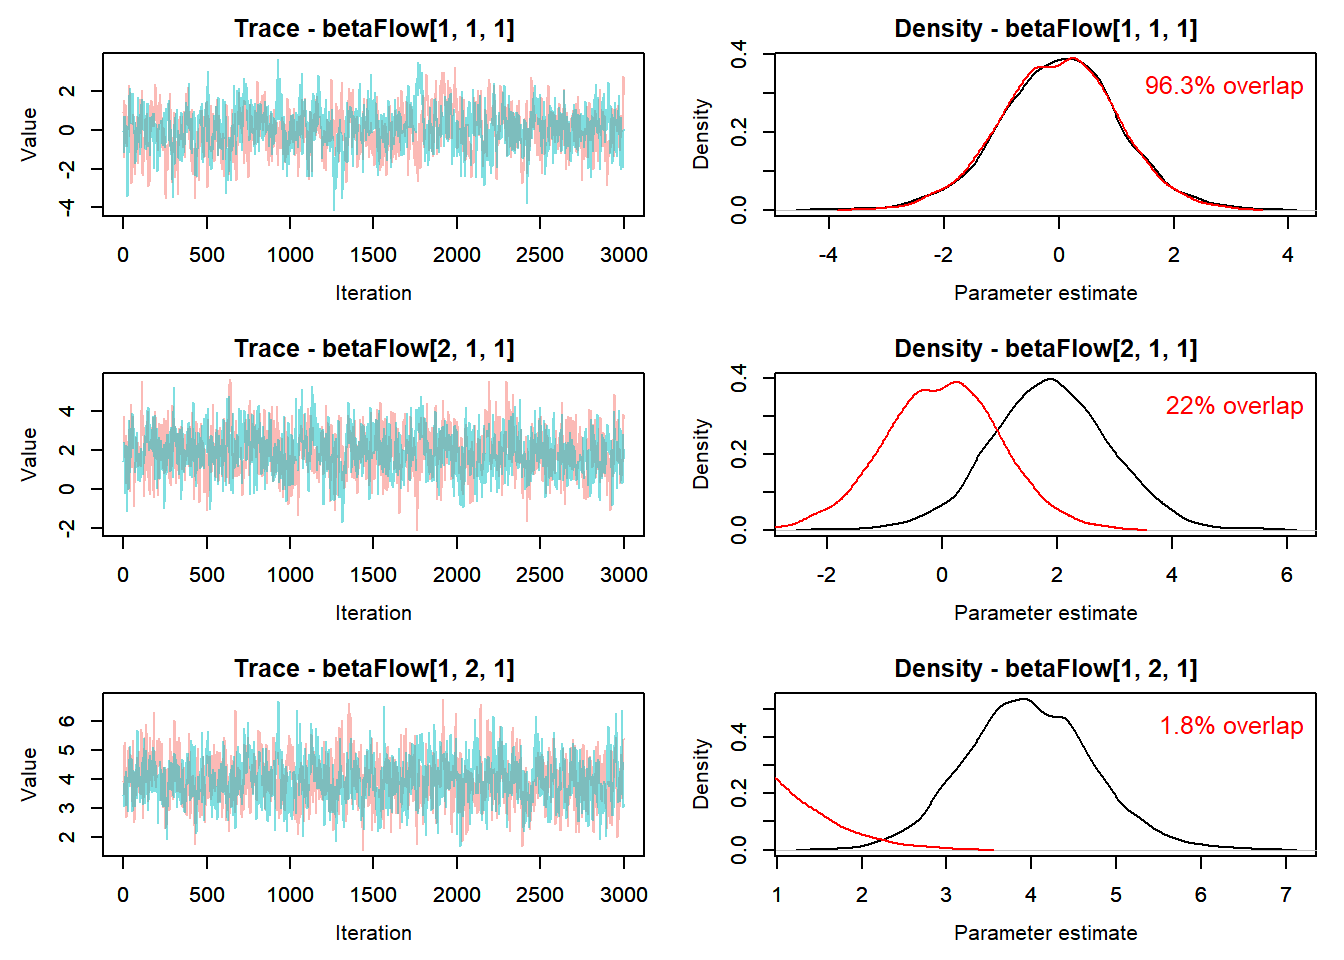 Trace - betaFlow[1, 1, 1]
Value
2
0
-2
-4
0 500 1000 1500 2000 2500 3000
Iteration
Density - betaFlow[1, 1, 1]
96.3% overlap
Density
0.4
0.2
0.0
-4 -2 0 2 4
Parameter estimate
Trace - betaFlow[2, 1, 1]
Value
4
2
0
-2
0 500 1000 1500 2000 2500 3000
Iteration
Density - betaFlow[2, 1, 1]
22% overlap
Density
0.4
0.2
0.0
-2 0 2 4 6
Parameter estimate
Trace - betaFlow[1, 2, 1]
Value
6
5
4
3
2
0 500 1000 1500 2000 2500 3000
Iteration
Density - betaFlow[1, 2, 1]
1.8% overlap
Density
0.4
0.2
0.0
1 2 3 4 5 6 7
Parameter estimate